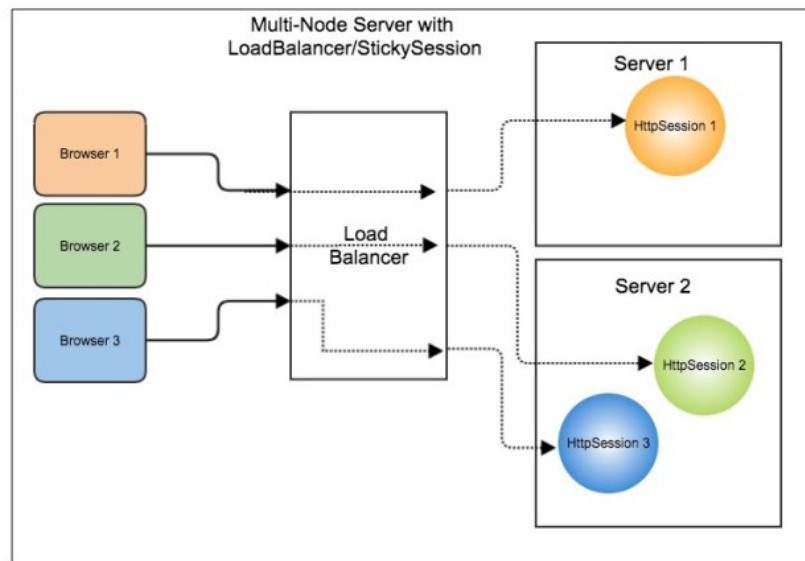 Multi-Node Server with
LoadBalancer/StickySession
Browser 1
Browser 2
Browser 3
Load
Balancer
Server 1
HttpSession 1
Server 2
HttpSession 2
HttpSession 3